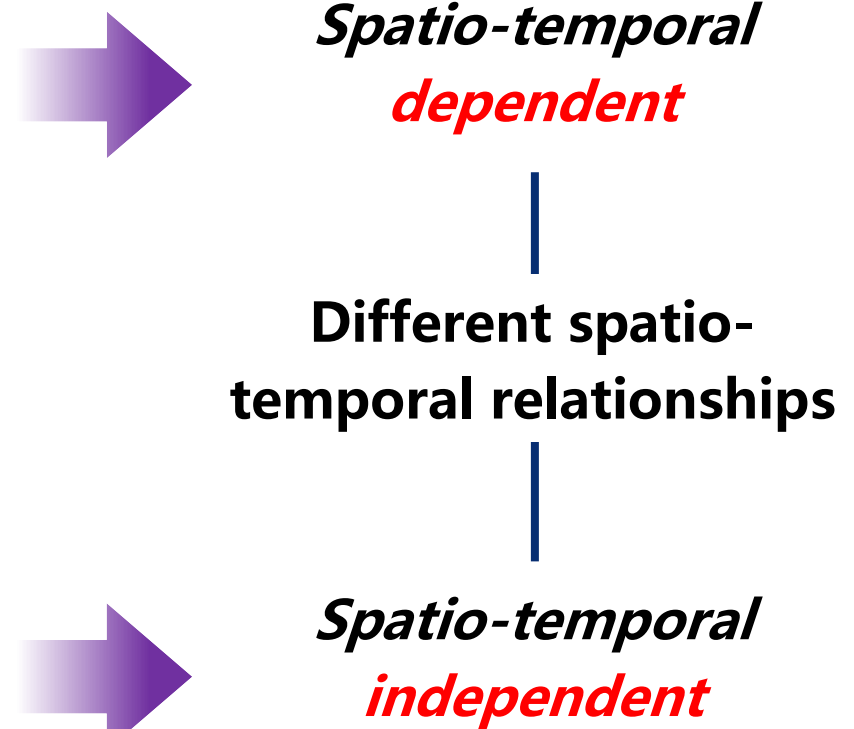 Spatio-temporal
dependent
Different spatio-
temporal relationships
Spatio-temporal
independent